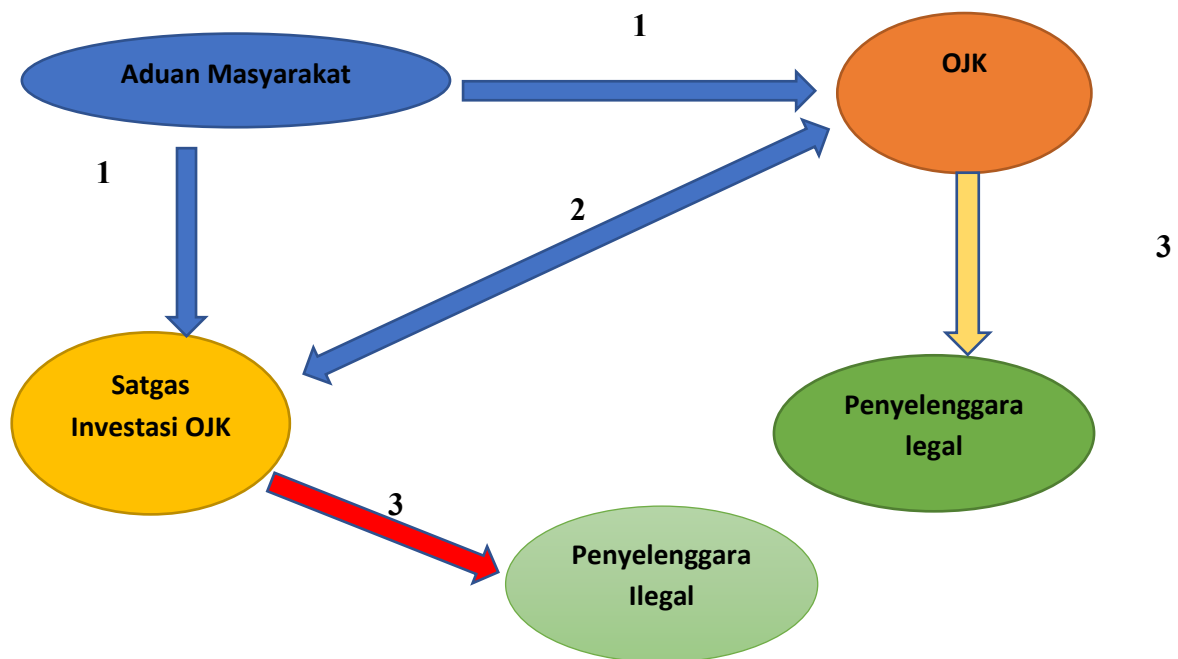 1
Aduan Masyarakat
OJK
1
2
3
Satgas
Investasi OJK
Penyelenggara
legal
3
Penyelenggara
Ilegal